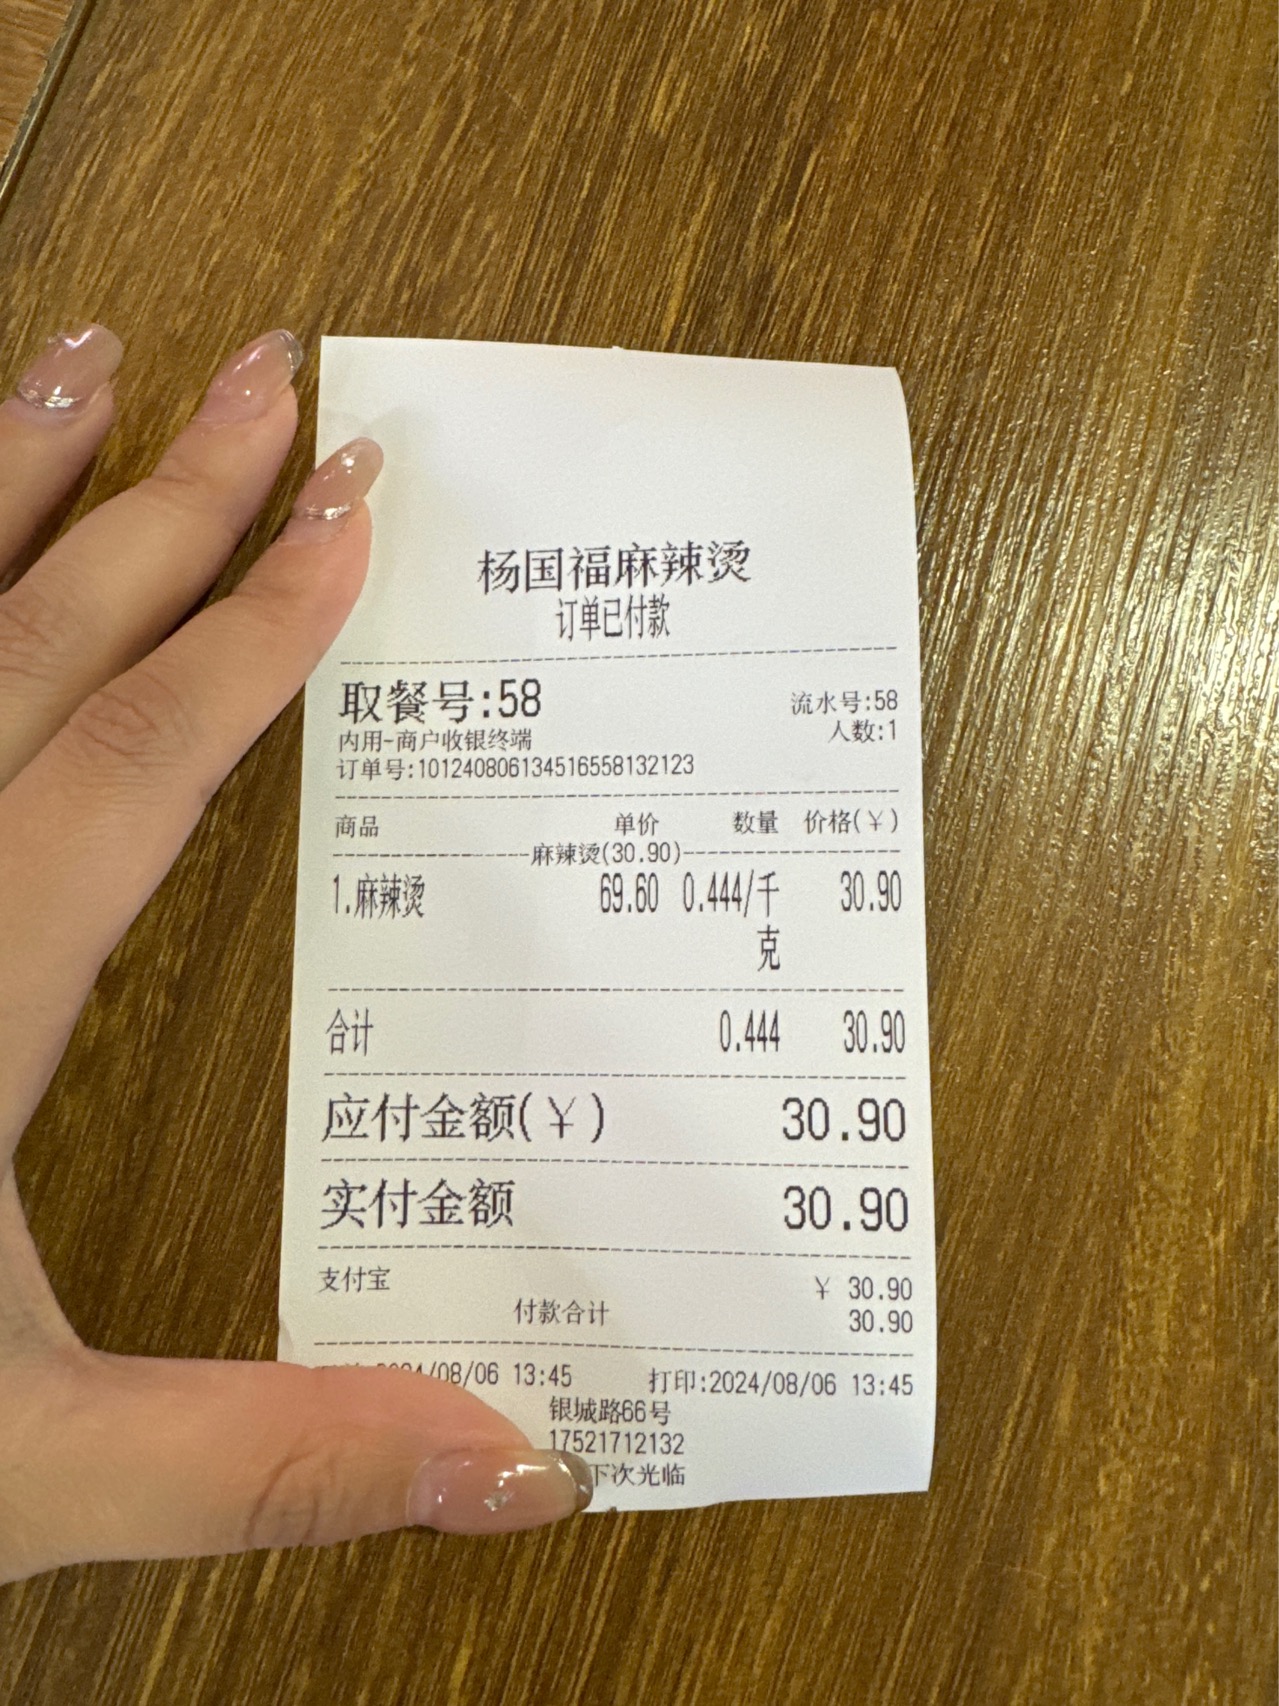 杨国福麻辣烫
订单已付款
取餐号:58 流水号:58
内用-商户收银终端 人数:1
订单号:101240806134516558132123
商品 单价 数量 价格(¥)
麻辣烫(30.90)
1.麻辣烫 69.60 0.444/千 30.90
克
合计 0.444 30.90
应付金额(¥) 30.90
实付金额 30.90
支付宝 ¥ 30.90
付款合计 30.90
2024/08/06 13:45 打印:2024/08/06 13:45
银城路66号
17521712132
下次光临